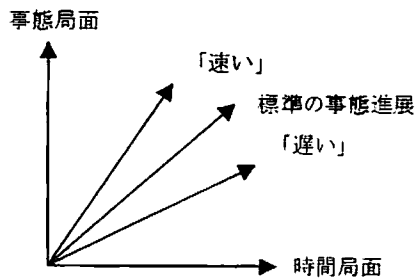 事態局面
「速い」
標準の事態進展
「遅い」
時間局面